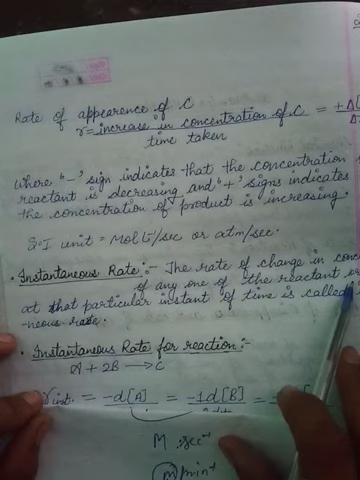 Rate of appearence of C
r = increase in concentration of C = +Δ[
time taken Δ
Where "-" sign indicates that the concentration
reactant is decreasing and "+" signs indicates
the concentration of product is increasing.
S.I unit = Mol L⁻¹/sec or atm/sec.
• Instantaneous Rate:- The rate of change in conc
of any one of the reactant or
at that particular instant of time is called
-neous rate.
• Instantaneous Rate for reaction:-
A + 2B → C
r inst. = -d[A] = -1d[B] =
M sec⁻¹
m min⁻¹